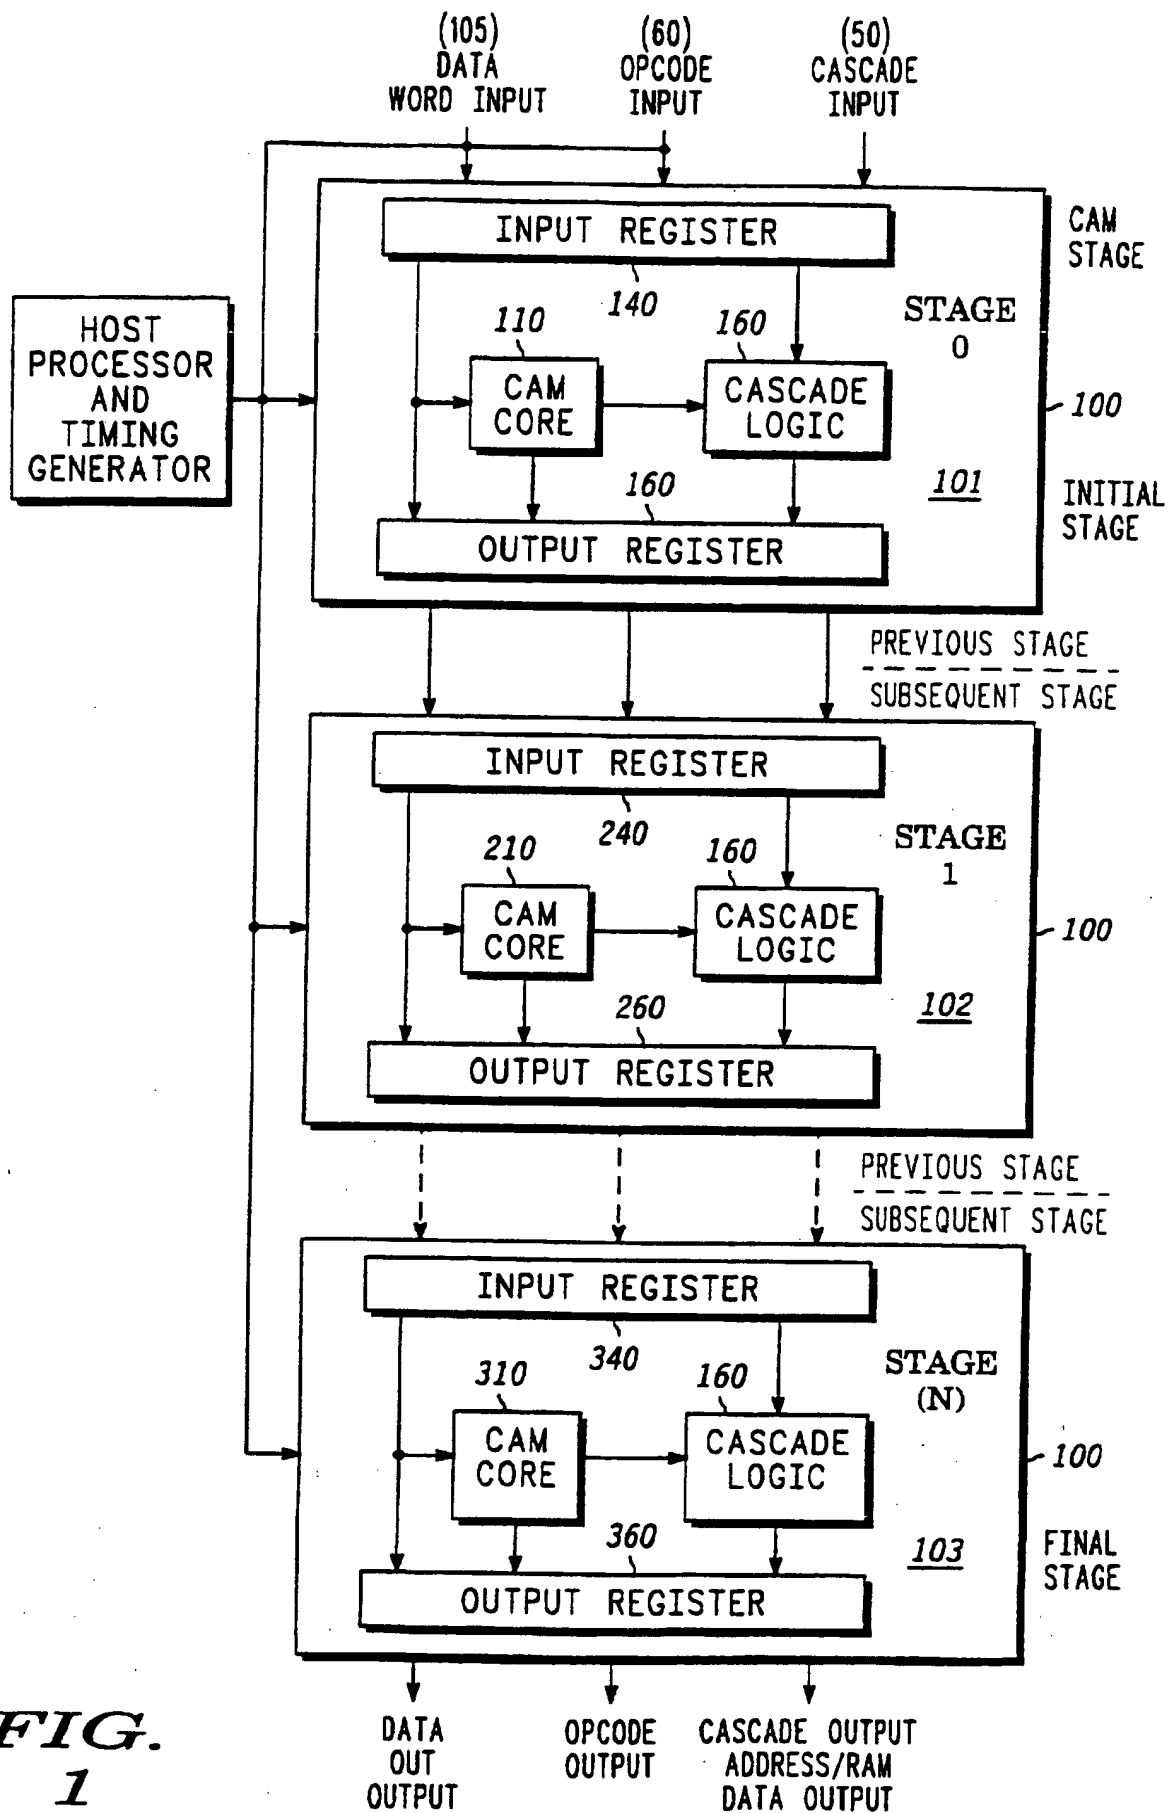 (105)
DATA
WORD INPUT
(60)
OPCODE
INPUT
(50)
CASCADE
INPUT
HOST
PROCESSOR
AND
TIMING
GENERATOR
INPUT REGISTER
140
CAM
STAGE
STAGE
0
110
CAM
CORE
160
CASCADE
LOGIC
100
101
INITIAL
STAGE
160
OUTPUT REGISTER
PREVIOUS STAGE
SUBSEQUENT STAGE
INPUT REGISTER
240
STAGE
1
210
CAM
CORE
160
CASCADE
LOGIC
100
102
260
OUTPUT REGISTER
PREVIOUS STAGE
SUBSEQUENT STAGE
INPUT REGISTER
340
STAGE
(N)
310
CAM
CORE
160
CASCADE
LOGIC
100
103
FINAL
STAGE
360
OUTPUT REGISTER
DATA
OUT
OUTPUT
OPCODE
OUTPUT
CASCADE OUTPUT
ADDRESS/RAM
DATA OUTPUT
FIG.
1